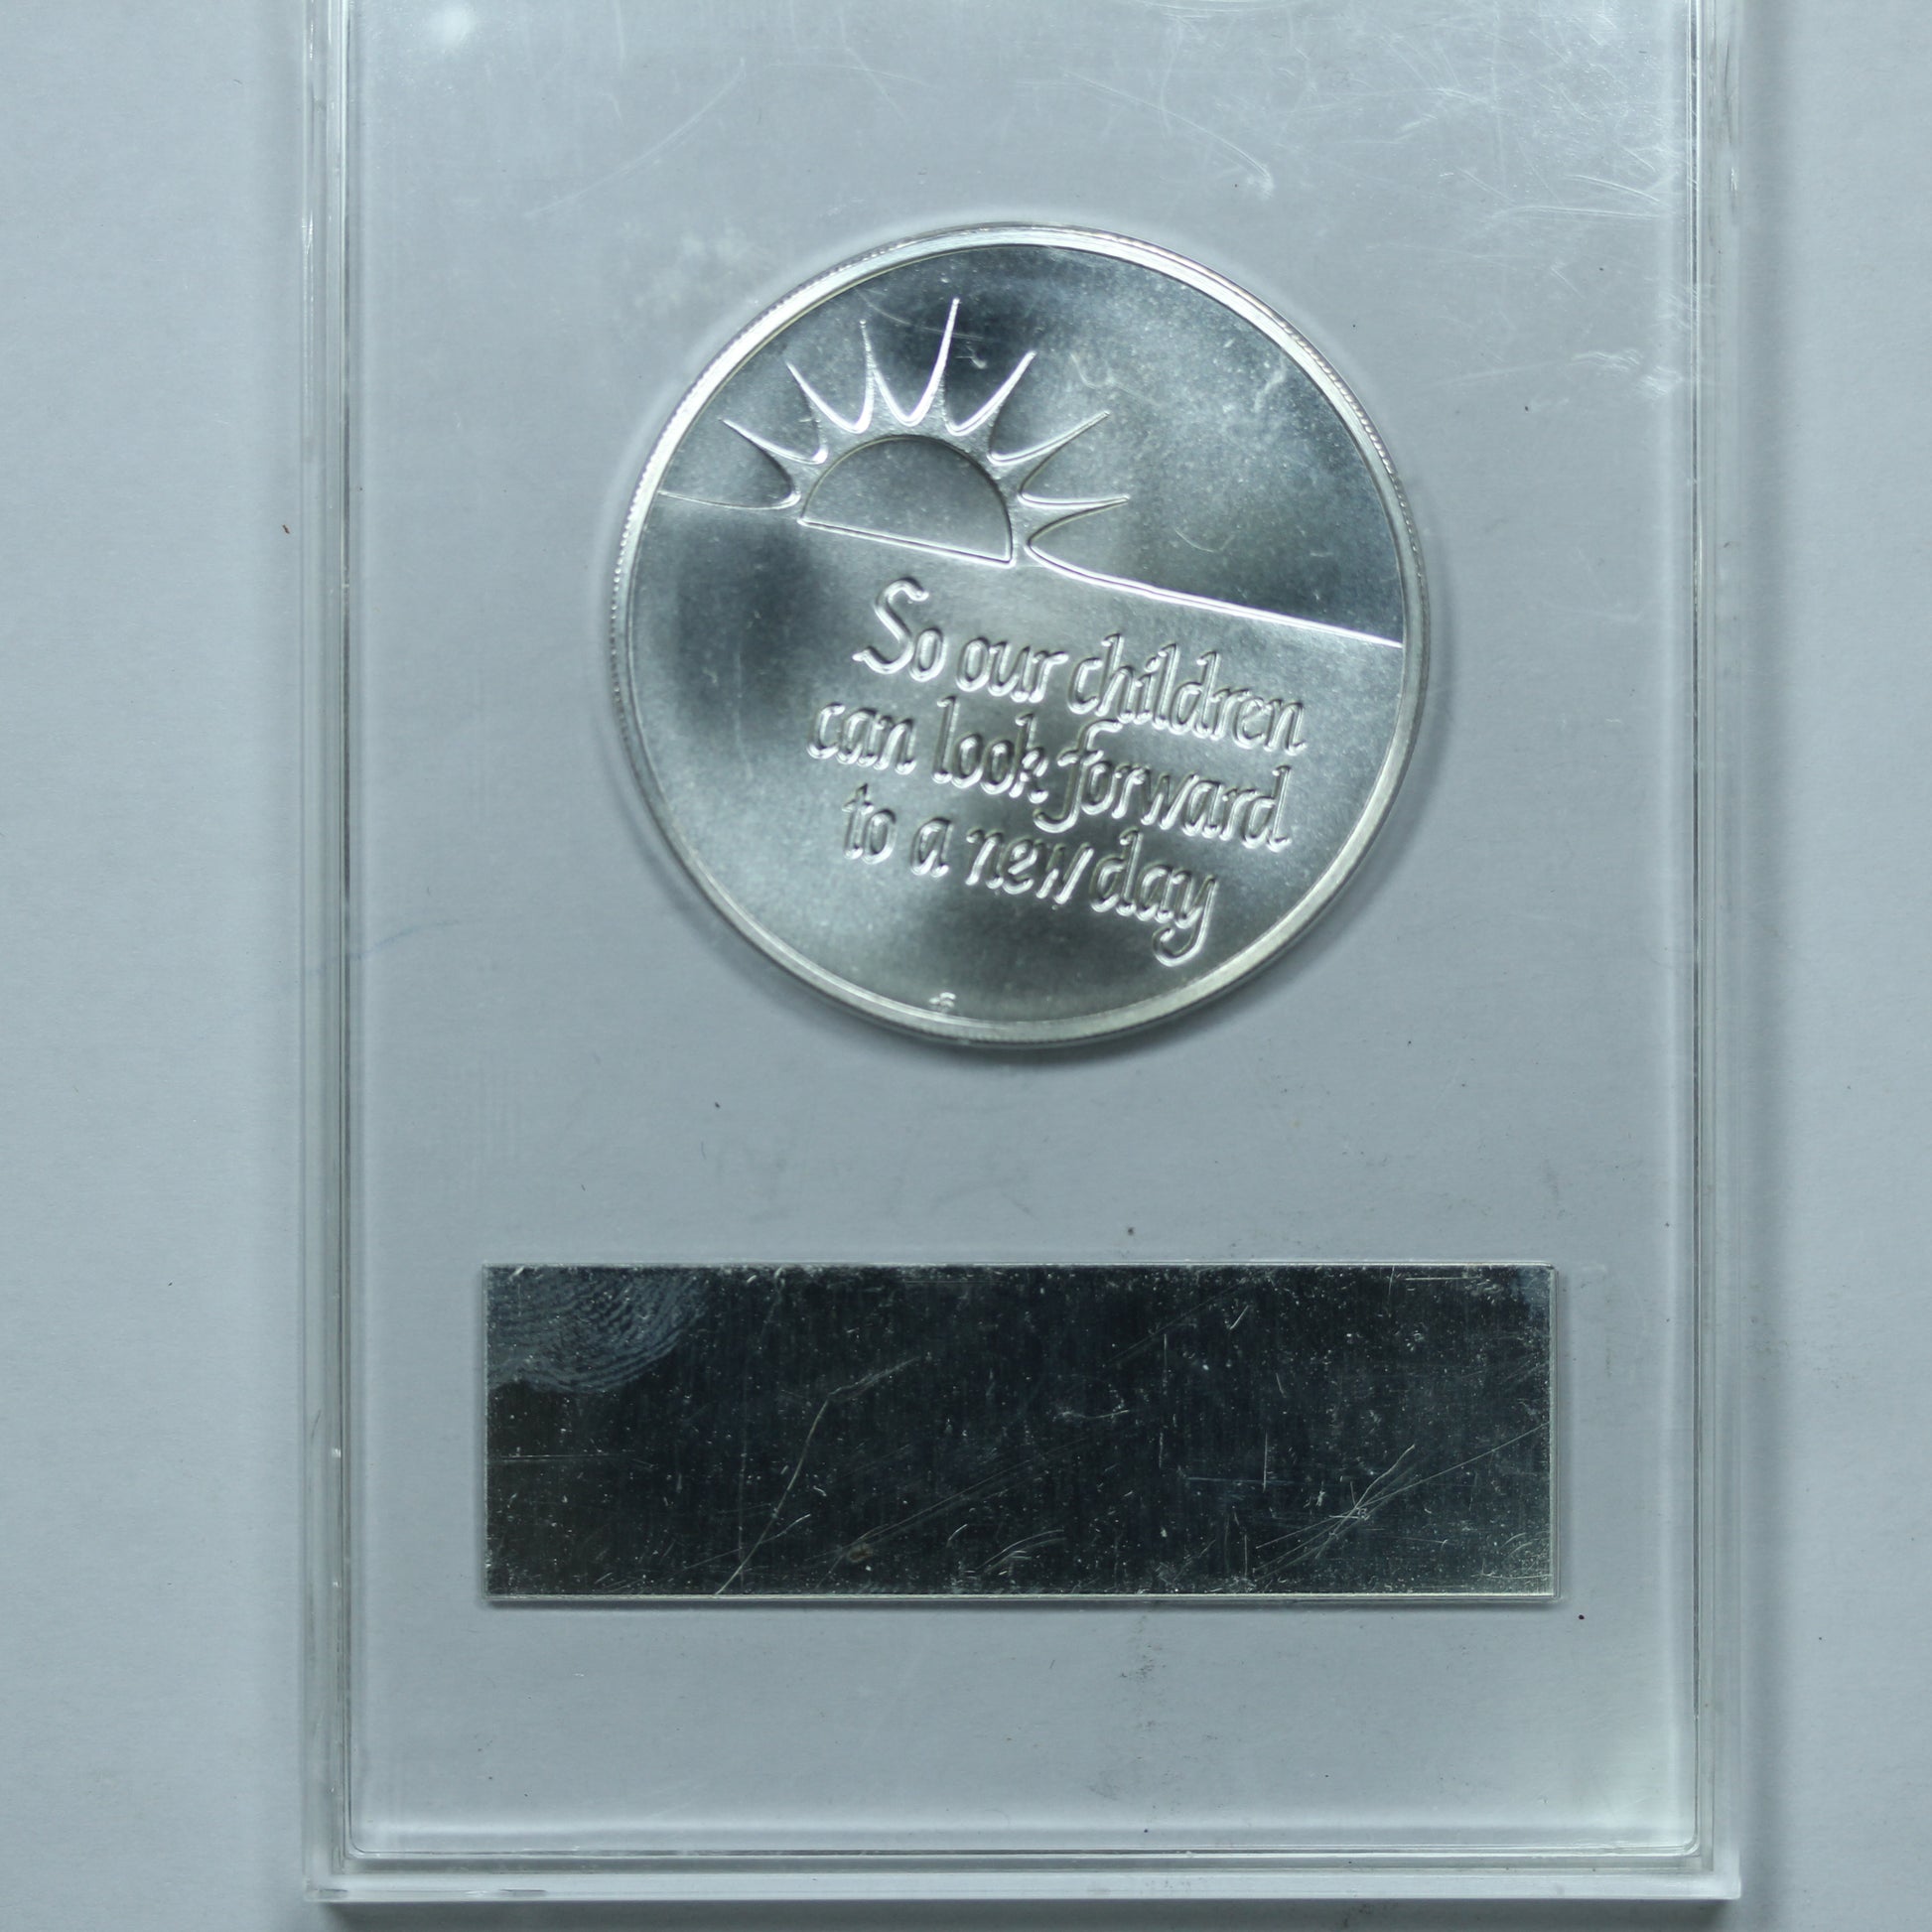 So our children
can look forward
to a new day